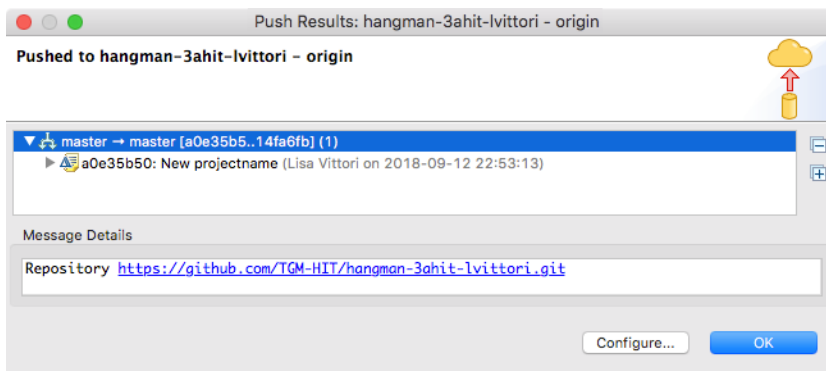 Push Results: hangman-3ahit-lvittori - origin
Pushed to hangman-3ahit-lvittori - origin
master → master [a0e35b5..14fa6fb] (1)
a0e35b50: New projectname (Lisa Vittori on 2018-09-12 22:53:13)
Message Details
Repository https://github.com/TGM-HIT/hangman-3ahit-lvittori.git
Configure... OK